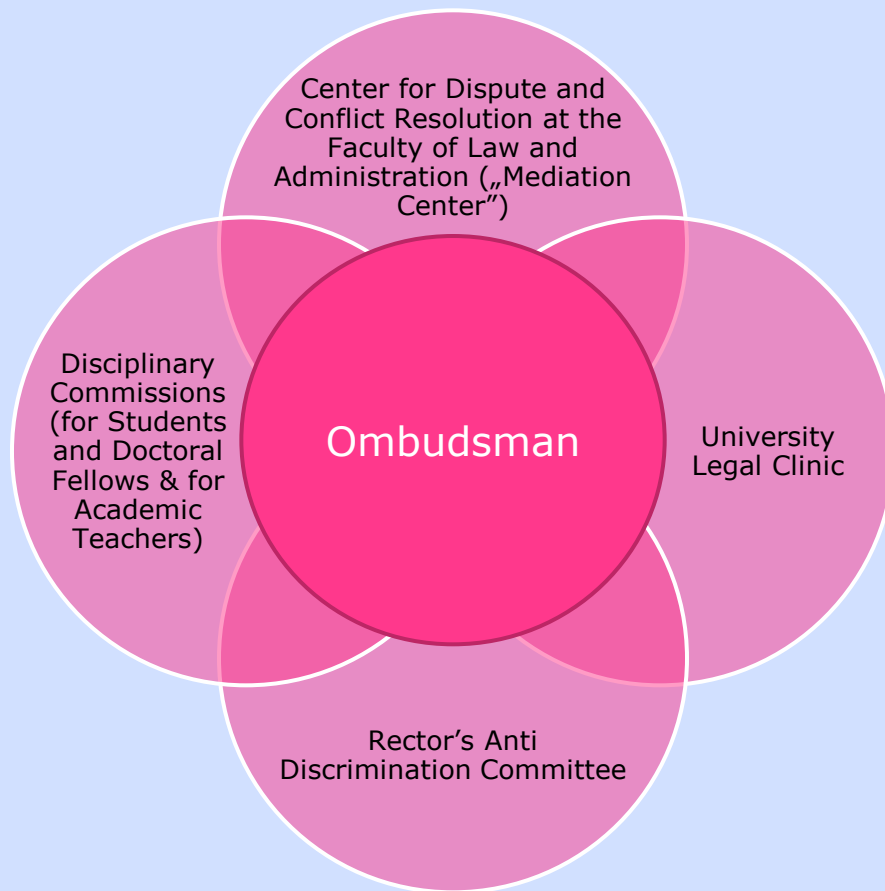 Center for Dispute and
Conflict Resolution at the
Faculty of Law and
Administration („Mediation
Center”)
Disciplinary
Commissions
(for Students
and Doctoral
Fellows & for
Academic
Teachers)
Ombudsman
University
Legal Clinic
Rector’s Anti
Discrimination Committee